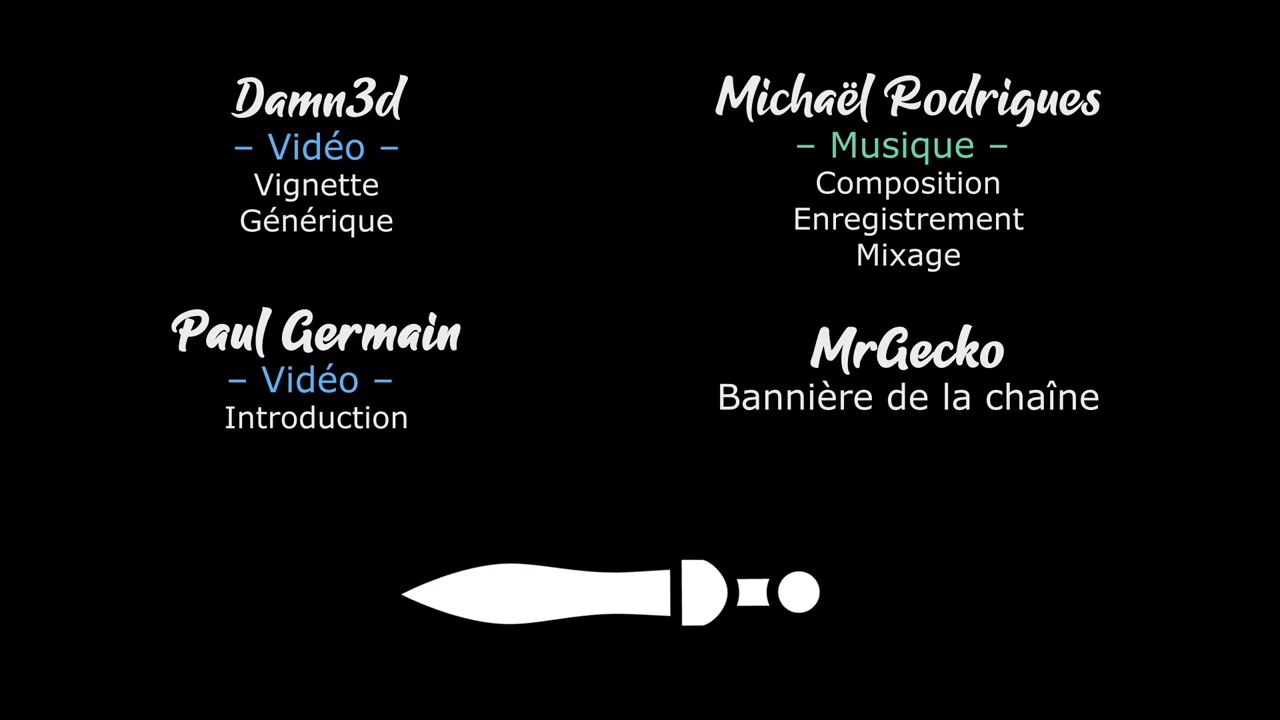 Damn3d
– Vidéo –
Vignette
Générique
Michaël Rodrigues
– Musique –
Composition
Enregistrement
Mixage
Paul Germain
– Vidéo –
Introduction
MrGecko
Bannière de la chaîne